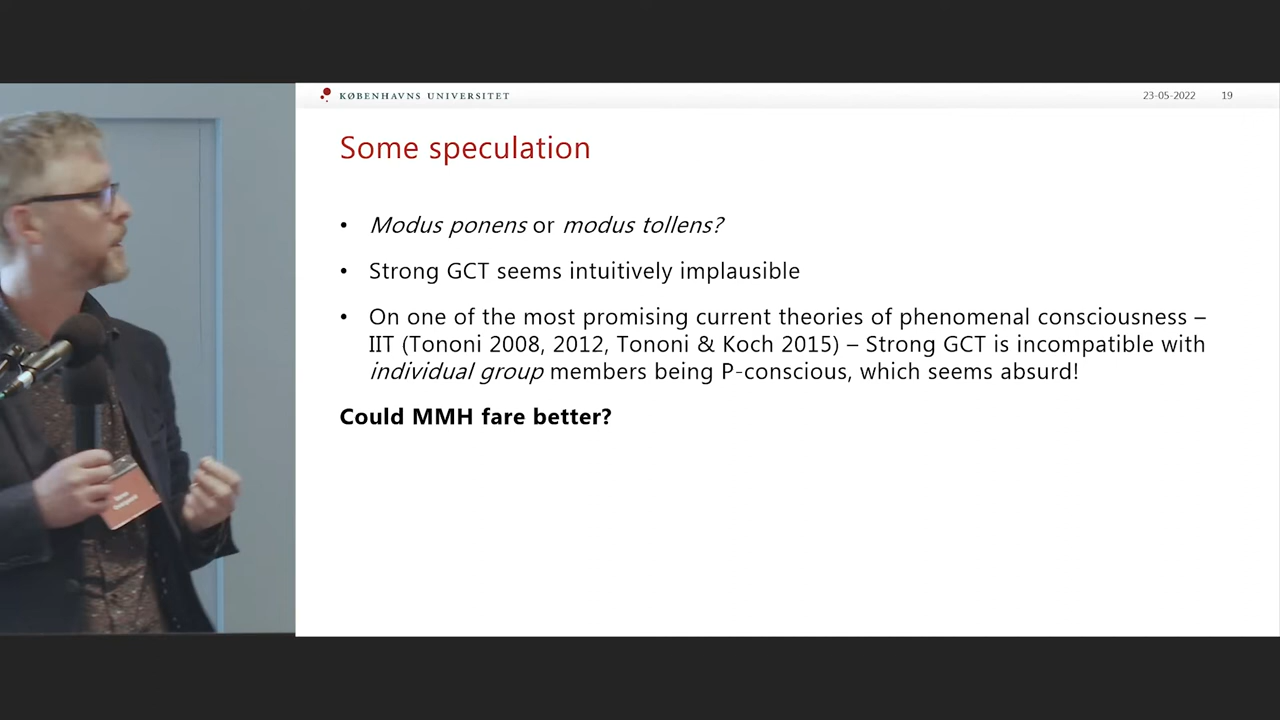 KØBENHAVNS UNIVERSITET
23-05-2022 19
Some speculation
• Modus ponens or modus tollens?
• Strong GCT seems intuitively implausible
• On one of the most promising current theories of phenomenal consciousness –
IIT (Tononi 2008, 2012, Tononi & Koch 2015) – Strong GCT is incompatible with
individual group members being P-conscious, which seems absurd!
Could MMH fare better?